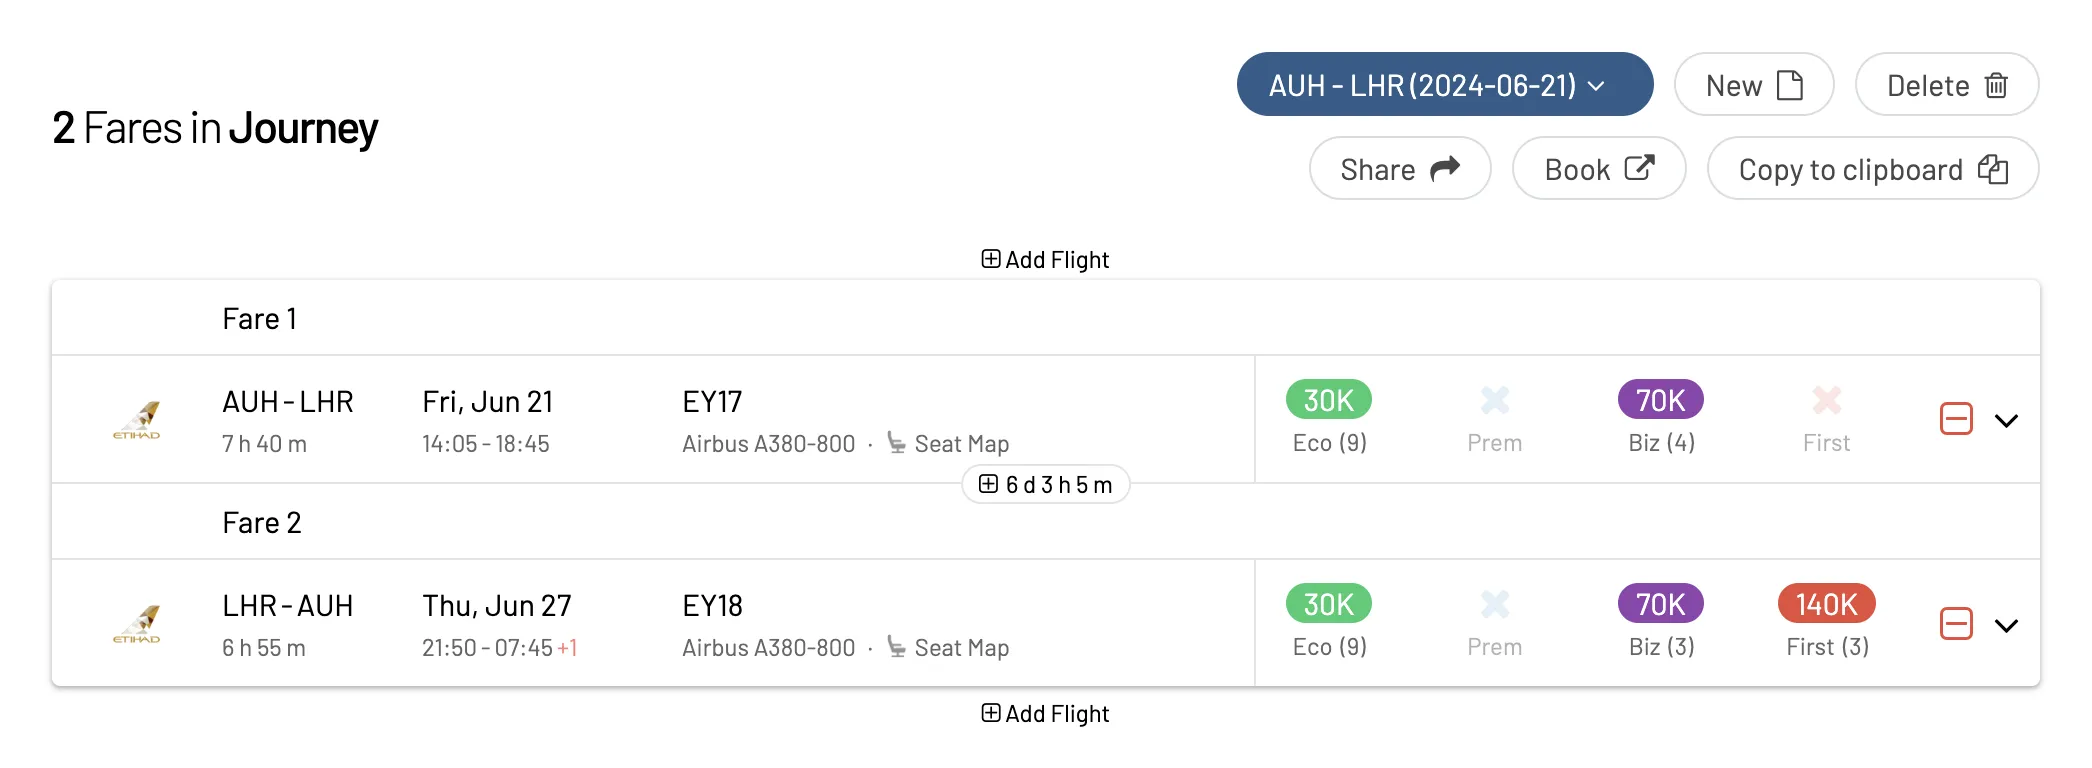 AUH - LHR (2024-06-21)
New
Delete
2 Fares in Journey
Share
Book
Copy to clipboard
Add Flight
Fare 1
ETIHAD
AUH - LHR
7 h 40 m
Fri, Jun 21
14:05 - 18:45
EY17
Airbus A380-800 · Seat Map
30K
Eco (9)
Prem
70K
Biz (4)
First
6 d 3 h 5 m
Fare 2
ETIHAD
LHR - AUH
6 h 55 m
Thu, Jun 27
21:50 - 07:45 +1
EY18
Airbus A380-800 · Seat Map
30K
Eco (9)
Prem
70K
Biz (3)
140K
First (3)
Add Flight